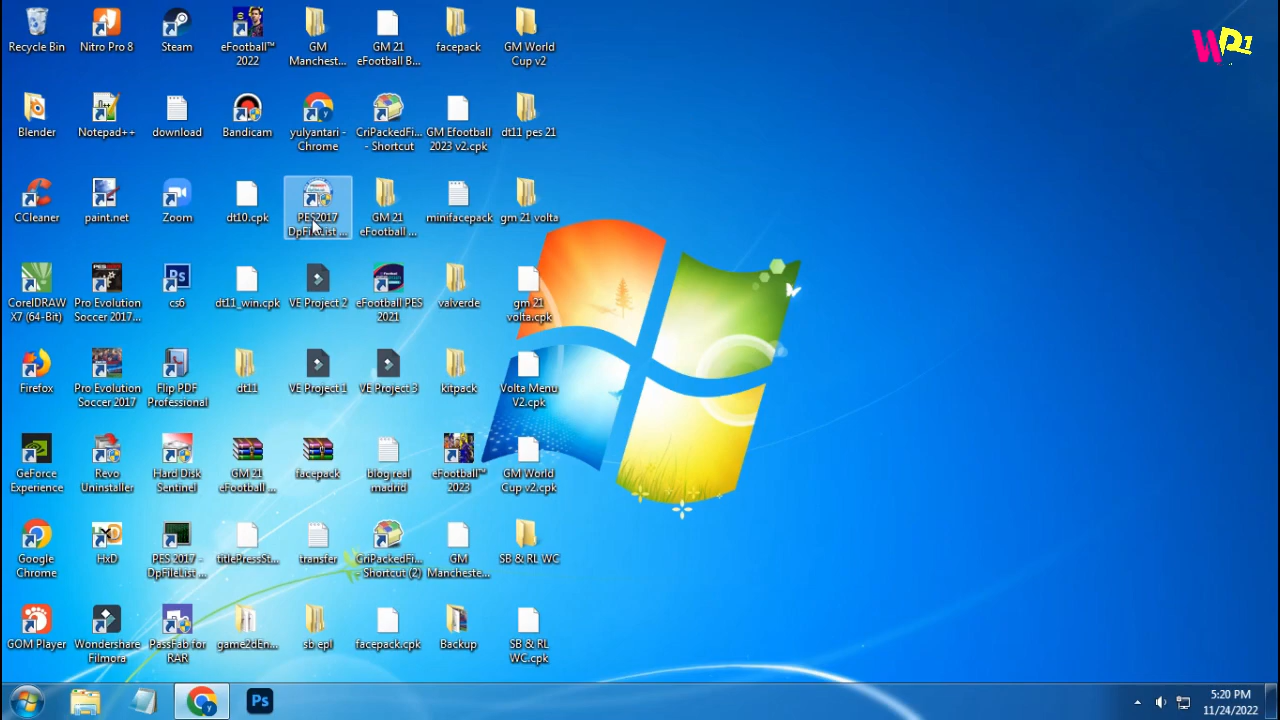 Recycle Bin
Nitro Pro 8
Steam
eFootball™
2022
GM
Manchest...
GM 21
eFootball B...
facepack
GM World
Cup v2
Blender
Notepad++
download
Bandicam
yulyantari -
Chrome
CriPackedFi...
- Shortcut
GM Efootball
2023 v2.cpk
dt11 pes 21
CCleaner
paint.net
Zoom
dt10.cpk
PES2017
DpFileList ...
GM 21
eFootball ...
minifacepack
gm 21 volta
CorelDRAW
X7 (64-Bit)
Pro Evolution
Soccer 2017...
cs6
dt11_win.cpk
VE Project 2
eFootball PES
2021
valverde
gm 21
volta.cpk
Firefox
Pro Evolution
Soccer 2017
Flip PDF
Professional
dt11
VE Project 1
VE Project 3
kitpack
Volta Menu
V2.cpk
GeForce
Experience
Revo
Uninstaller
Hard Disk
Sentinel
GM 21
eFootball ...
facepack
blog real
madrid
eFootball™
2023
GM World
Cup v2.cpk
Google
Chrome
HxD
PES 2017 -
DpFileList ...
titlePressSt...
transfer
CriPackedFi...
- Shortcut (2)
GM
Mancheste...
SB & RL WC
GOM Player
Wondershare
Filmora
PassFab for
RAR
game2dEn...
sb epl
facepack.cpk
Backup
SB & RL
WC.cpk
Ps
5:20 PM
11/24/2022